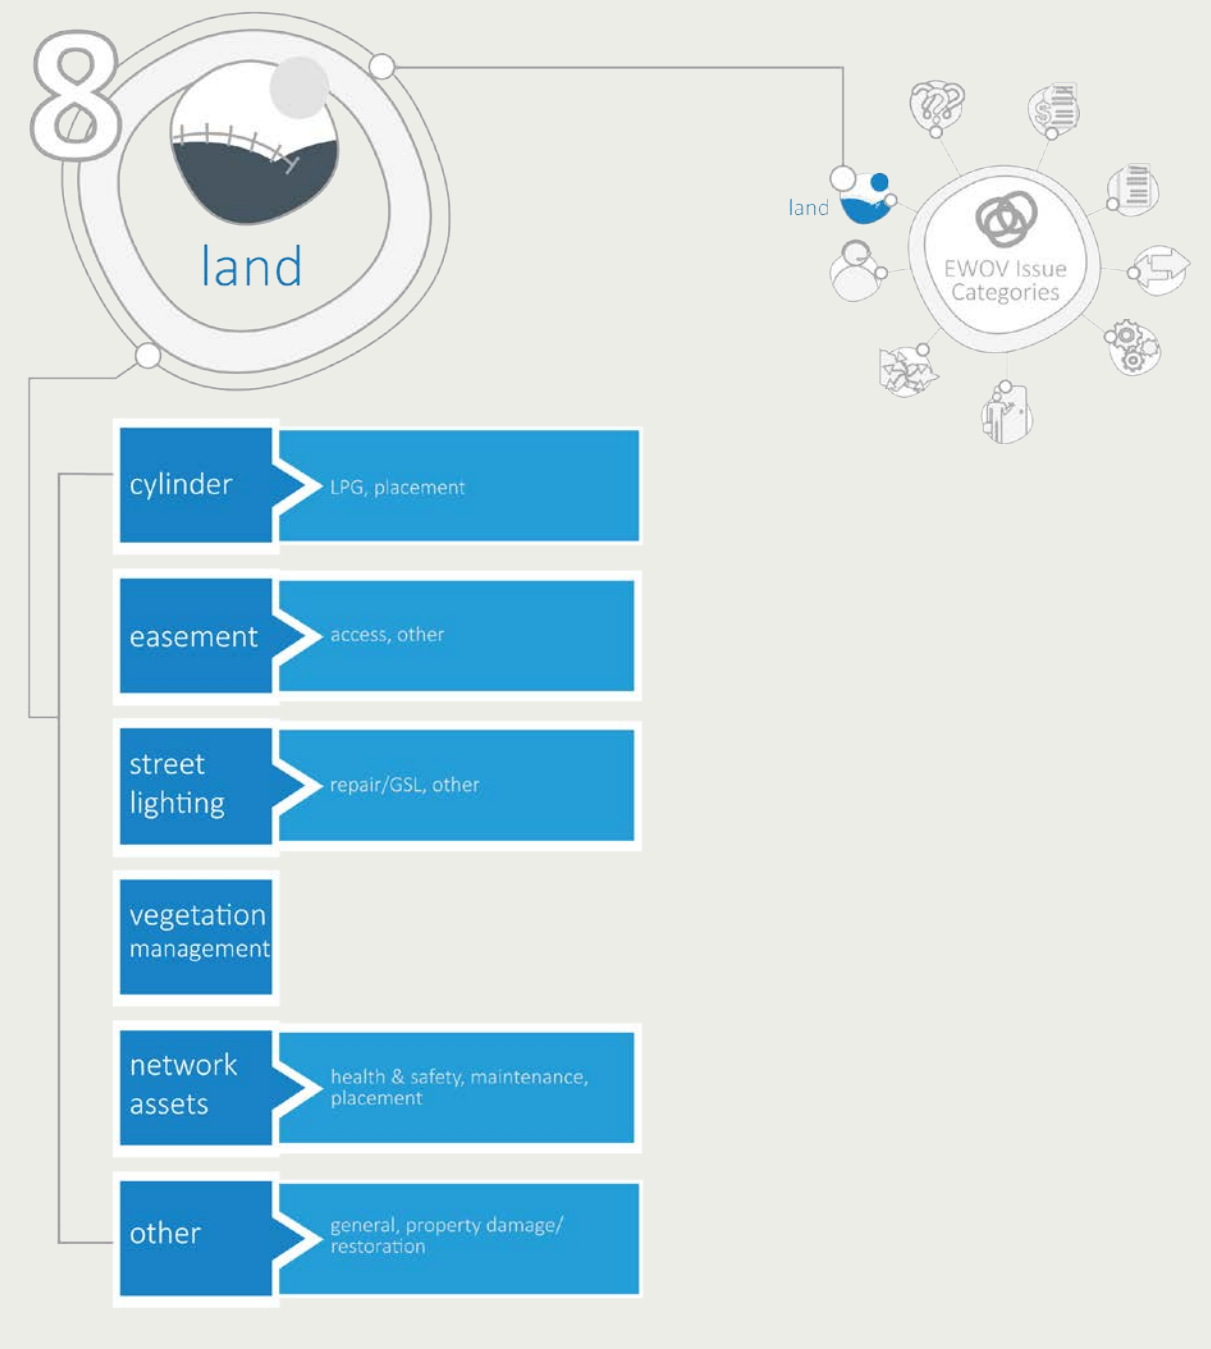 8
land
land
EWOV Issue
Categories
cylinder
LPG, placement
easement
access, other
street
lighting
repair/GSL, other
vegetation
management
network
assets
health & safety, maintenance,
placement
other
general, property damage/
restoration